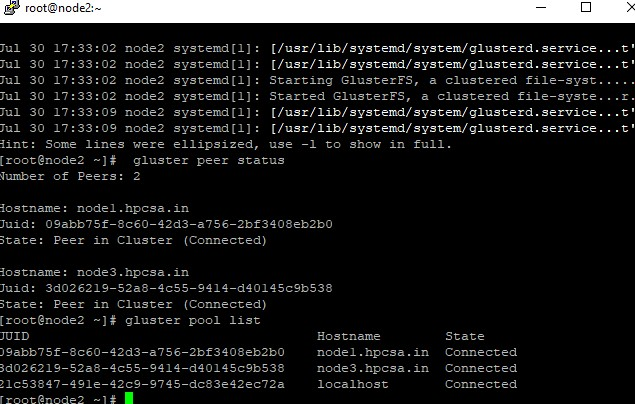 root@node2:~
Jul 30 17:33:02 node2 systemd[1]: [/usr/lib/systemd/system/glusterd.service...t'
Jul 30 17:33:02 node2 systemd[1]: [/usr/lib/systemd/system/glusterd.service...t'
Jul 30 17:33:02 node2 systemd[1]: Starting GlusterFS, a clustered file-syst.....
Jul 30 17:33:02 node2 systemd[1]: Started GlusterFS, a clustered file-syste...r.
Jul 30 17:33:09 node2 systemd[1]: [/usr/lib/systemd/system/glusterd.service...t'
Jul 30 17:33:09 node2 systemd[1]: [/usr/lib/systemd/system/glusterd.service...t'
Hint: Some lines were ellipsized, use -l to show in full.
[root@node2 ~]#  gluster peer status
Number of Peers: 2
Hostname: node1.hpcsa.in
Uuid: 09abb75f-8c60-42d3-a756-2bf3408eb2b0
State: Peer in Cluster (Connected)
Hostname: node3.hpcsa.in
Uuid: 3d026219-52a8-4c55-9414-d40145c9b538
State: Peer in Cluster (Connected)
[root@node2 ~]# gluster pool list
UUID                                    Hostname        State
09abb75f-8c60-42d3-a756-2bf3408eb2b0    node1.hpcsa.in  Connected
3d026219-52a8-4c55-9414-d40145c9b538    node3.hpcsa.in  Connected
21c53847-491e-42c9-9745-dc83e42ec72a    localhost       Connected
[root@node2 ~]#